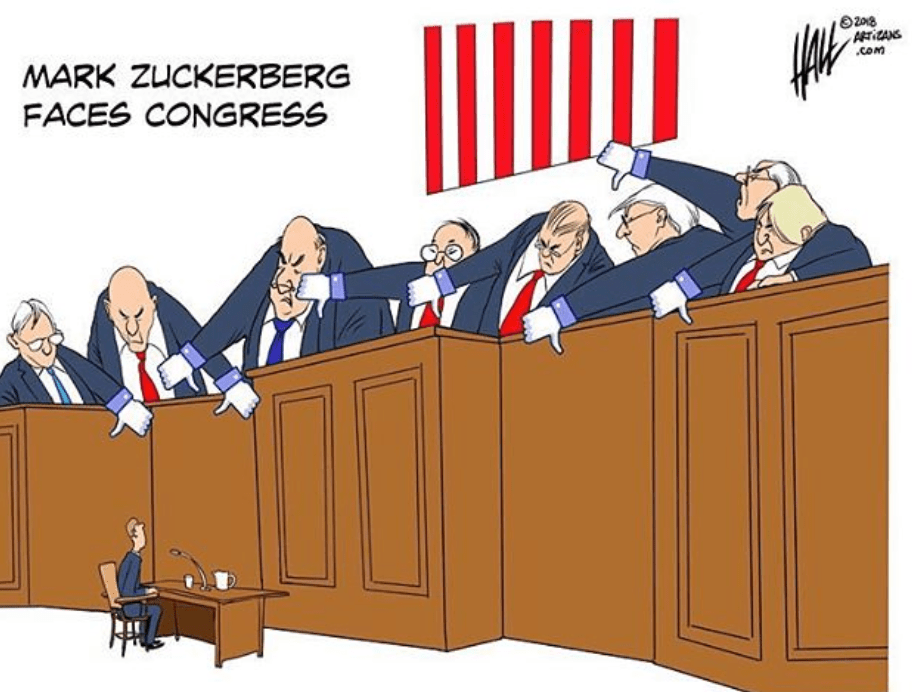 MARK ZUCKERBERG
FACES CONGRESS
HALL
© 2018
ARTIZANS
.COM